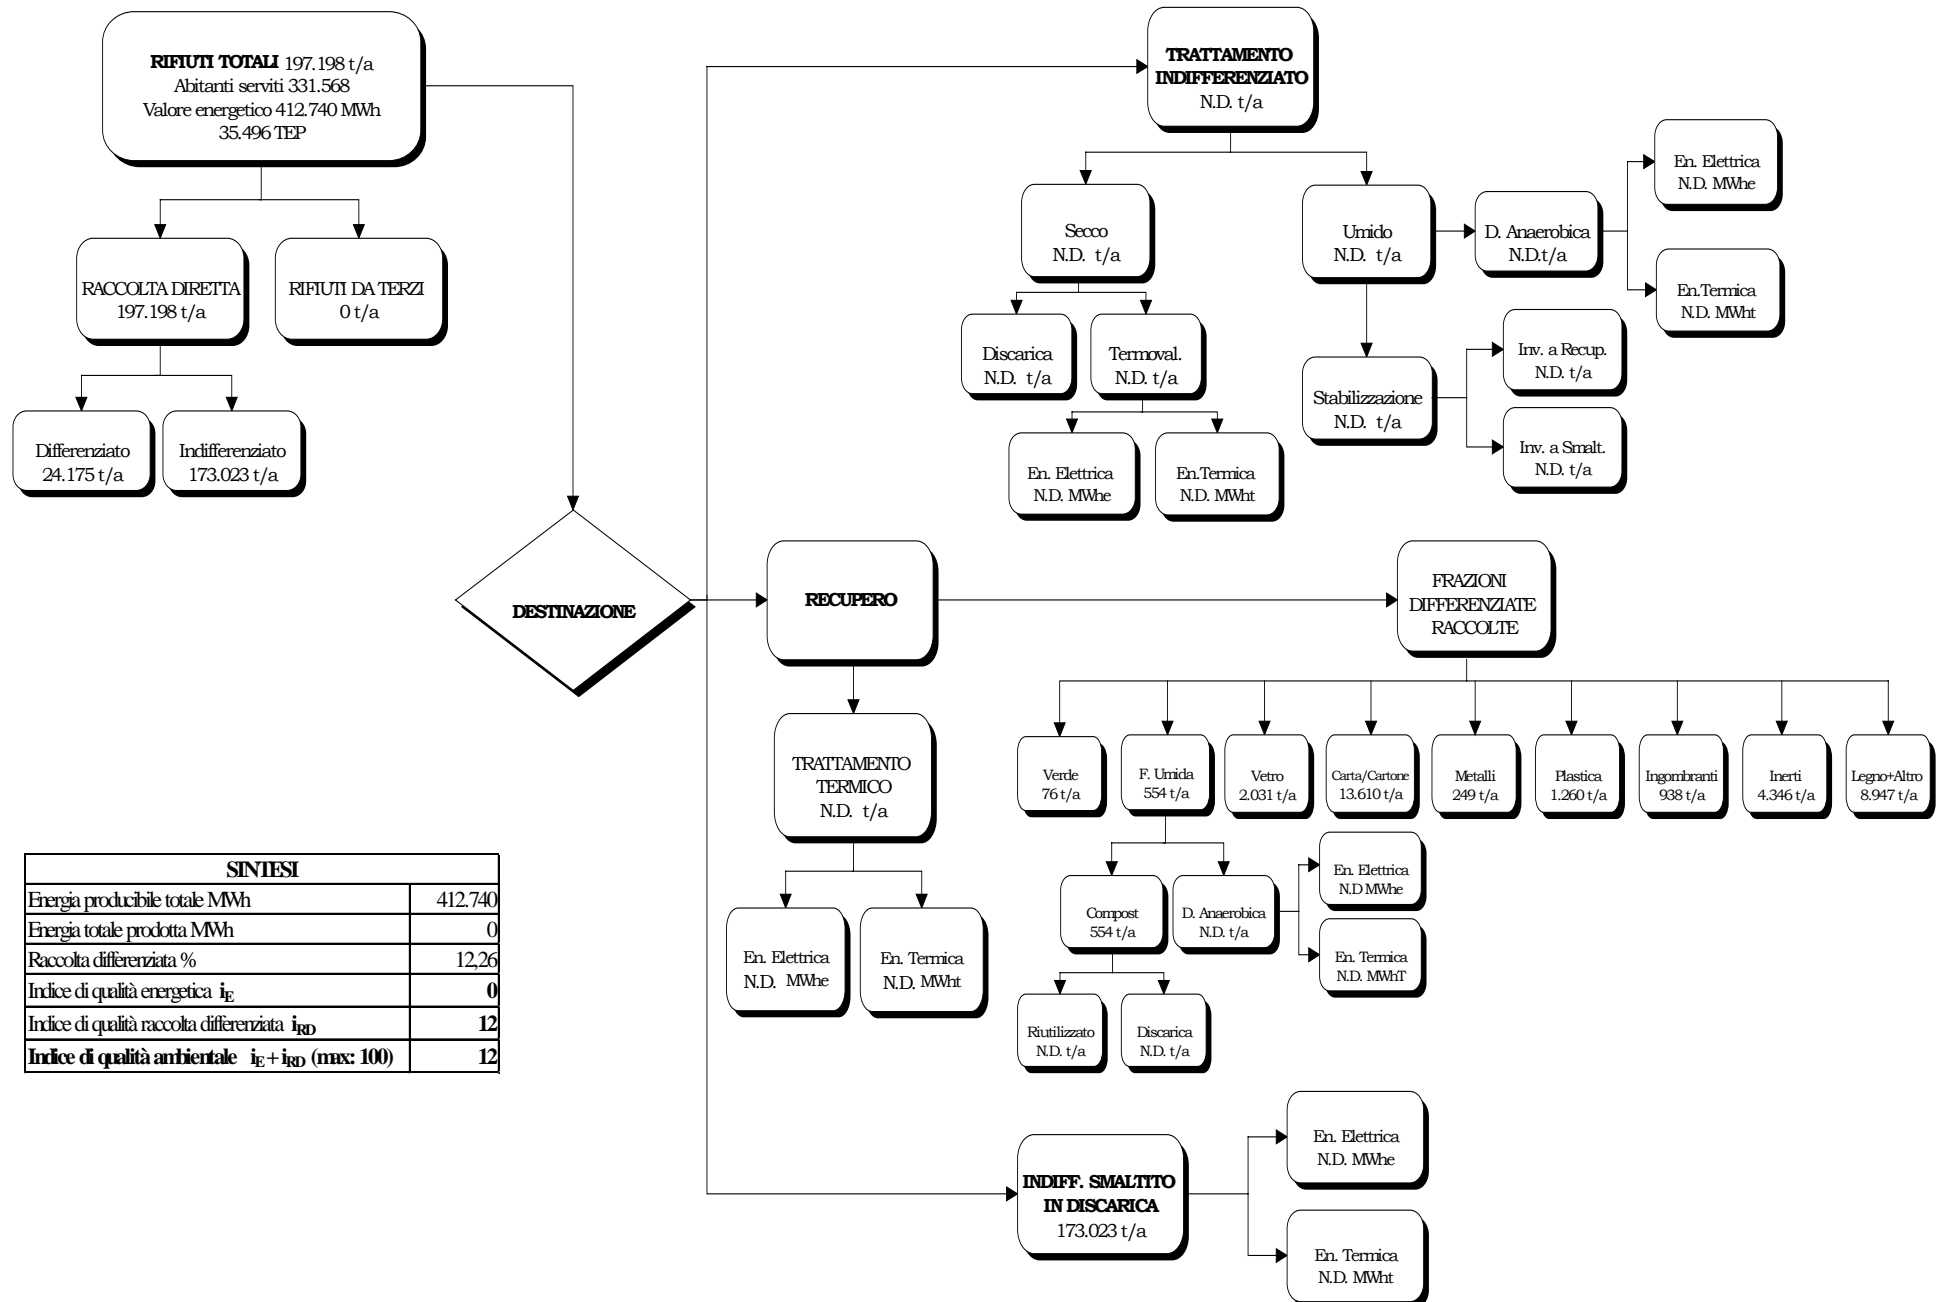 RIFIUTI TOTALI 197.198 t/a
Abitanti serviti 331.568
Valore energetico 412.740 MWh
35.496 TEP
RACCOLTA DIRETTA
197.198 t/a
RIFIUTI DA TERZI
0 t/a
Differenziato
24.175 t/a
Indifferenziato
173.023 t/a
DESTINAZIONE
TRATTAMENTO
INDIFFERENZIATO
N.D. t/a
Secco
N.D. t/a
Umido
N.D. t/a
D. Anaerobica
N.D.t/a
En. Elettrica
N.D. MWhe
En.Termica
N.D. MWht
Discarica
N.D. t/a
Termoval.
N.D. t/a
En. Elettrica
N.D. MWhe
En.Termica
N.D. MWht
Stabilizzazione
N.D. t/a
Inv. a Recup.
N.D. t/a
Inv. a Smalt.
N.D. t/a
RECUPERO
FRAZIONI
DIFFERENZIATE
RACCOLTE
TRATTAMENTO
TERMICO
N.D. t/a
En. Elettrica
N.D. MWhe
En. Termica
N.D. MWht
Verde
76 t/a
F. Umida
554 t/a
Vetro
2.031 t/a
Carta/Cartone
13.610 t/a
Metalli
249 t/a
Plastica
1.260 t/a
Ingombranti
938 t/a
Inerti
4.346 t/a
Legno+Altro
8.947 t/a
Compost
554 t/a
D. Anaerobica
N.D. t/a
En. Elettrica
N.D MWhe
En. Termica
N.D. MWhT
Riutilizzato
N.D. t/a
Discarica
N.D. t/a
INDIFF. SMALTITO
IN DISCARICA
173.023 t/a
En. Elettrica
N.D. MWhe
En. Termica
N.D. MWht
SINTESI
Energia producibile totale MWh 412.740
Energia totale prodotta MWh 0
Raccolta differenziata % 12,26
Indice di qualità energetica iE 0
Indice di qualità raccolta differenziata iRD 12
Indice di qualità ambientale iE + iRD (max: 100) 12